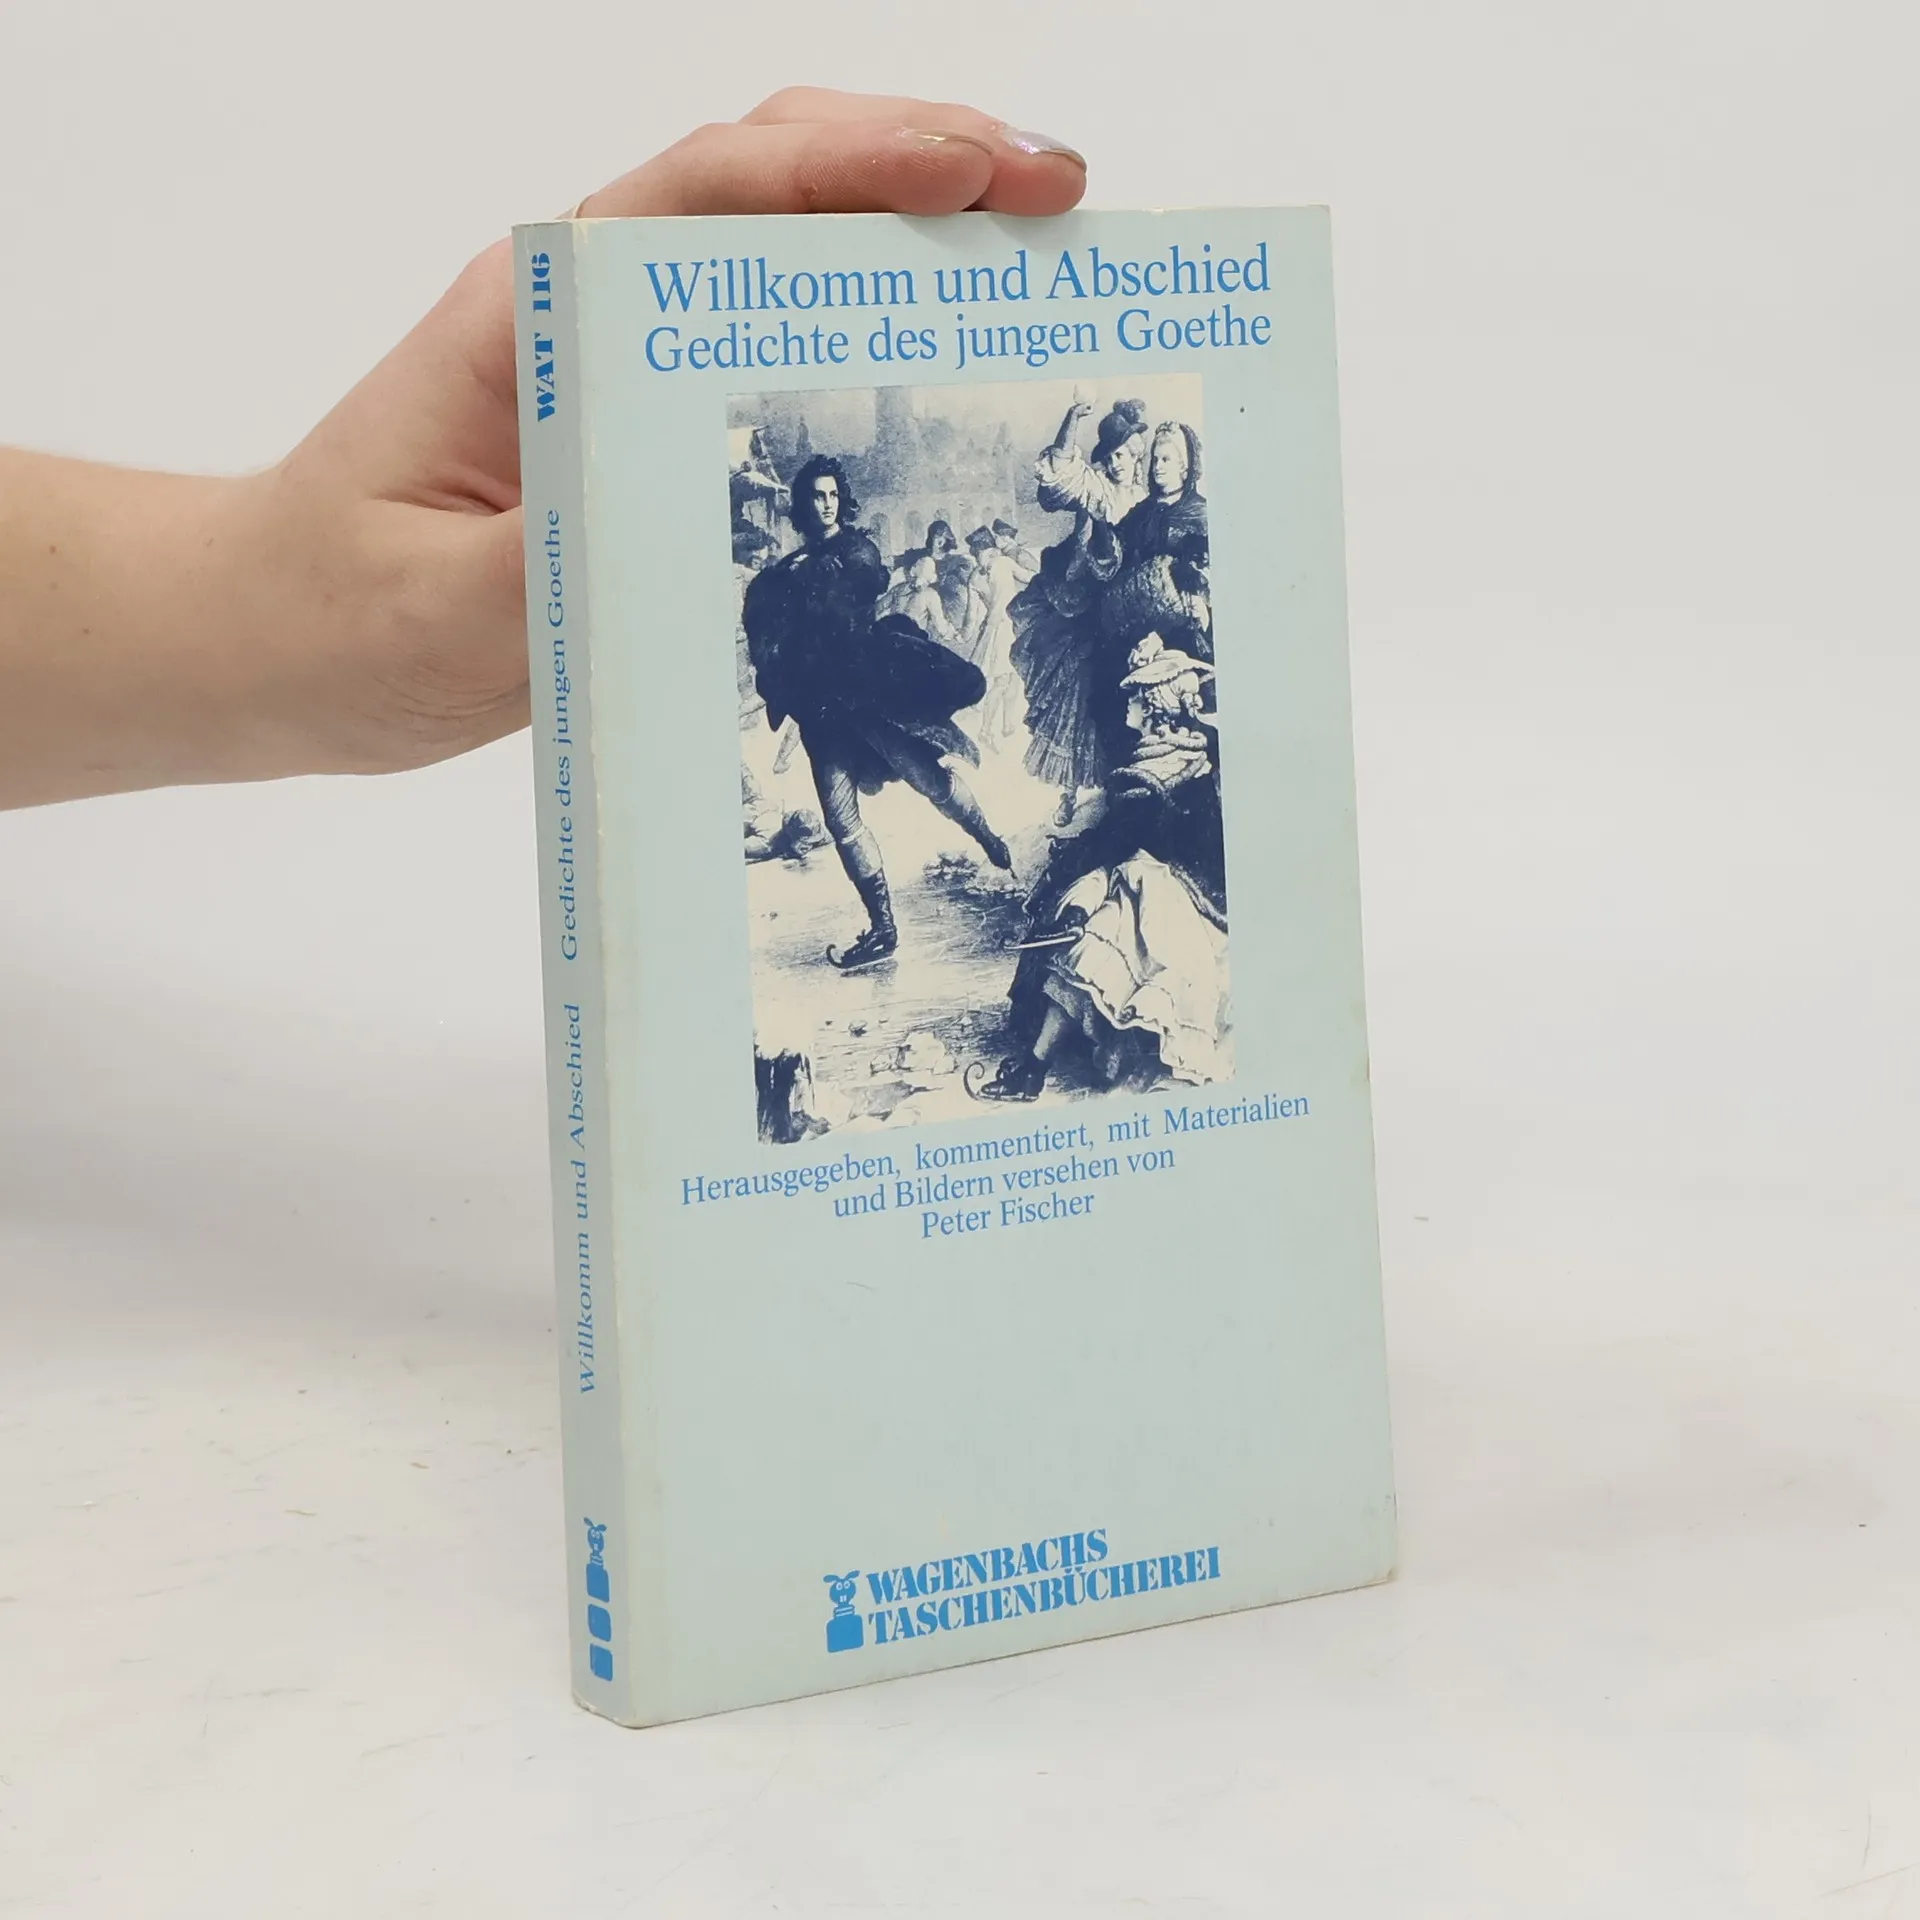 Willkomm und Abschied
Gedichte des jungen Goethe
Herausgegeben, kommentiert, mit Materialien
und Bildern versehen von
Peter Fischer
WAGENBACHS
TASCHENBÜCHEREI
Willkomm und Abschied Gedichte des jungen Goethe WAT 116